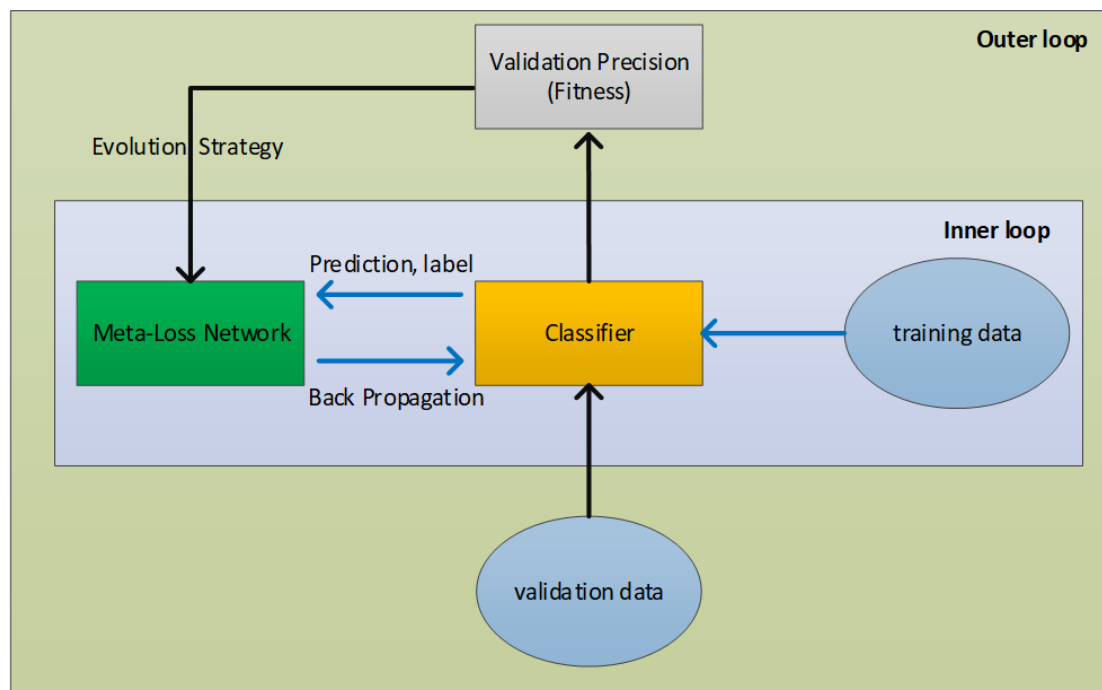 Outer loop
Validation Precision
(Fitness)
Evolution Strategy
Inner loop
Prediction, label
Meta-Loss Network
Classifier
training data
Back Propagation
validation data